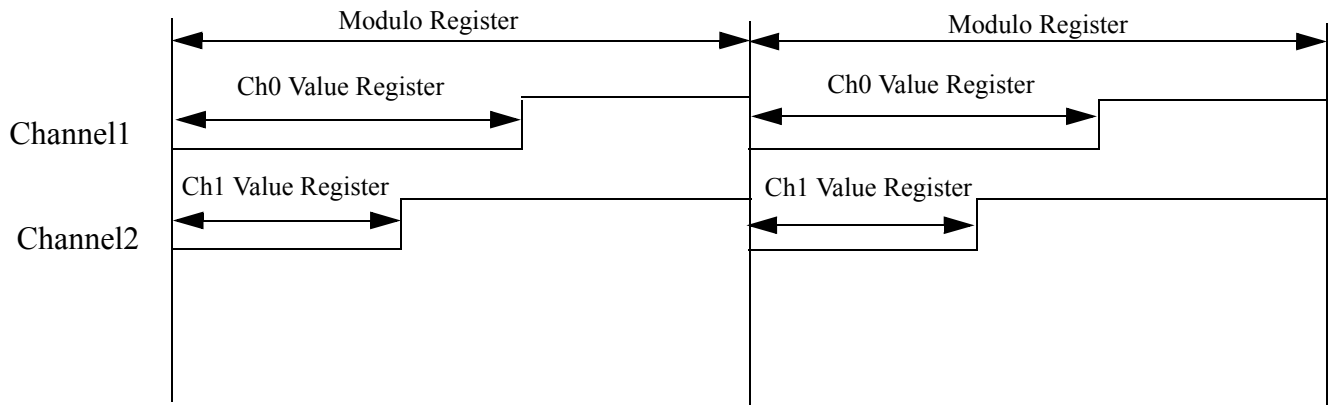 Modulo Register
Modulo Register
Ch0 Value Register
Ch0 Value Register
Channel1
Ch1 Value Register
Ch1 Value Register
Channel2